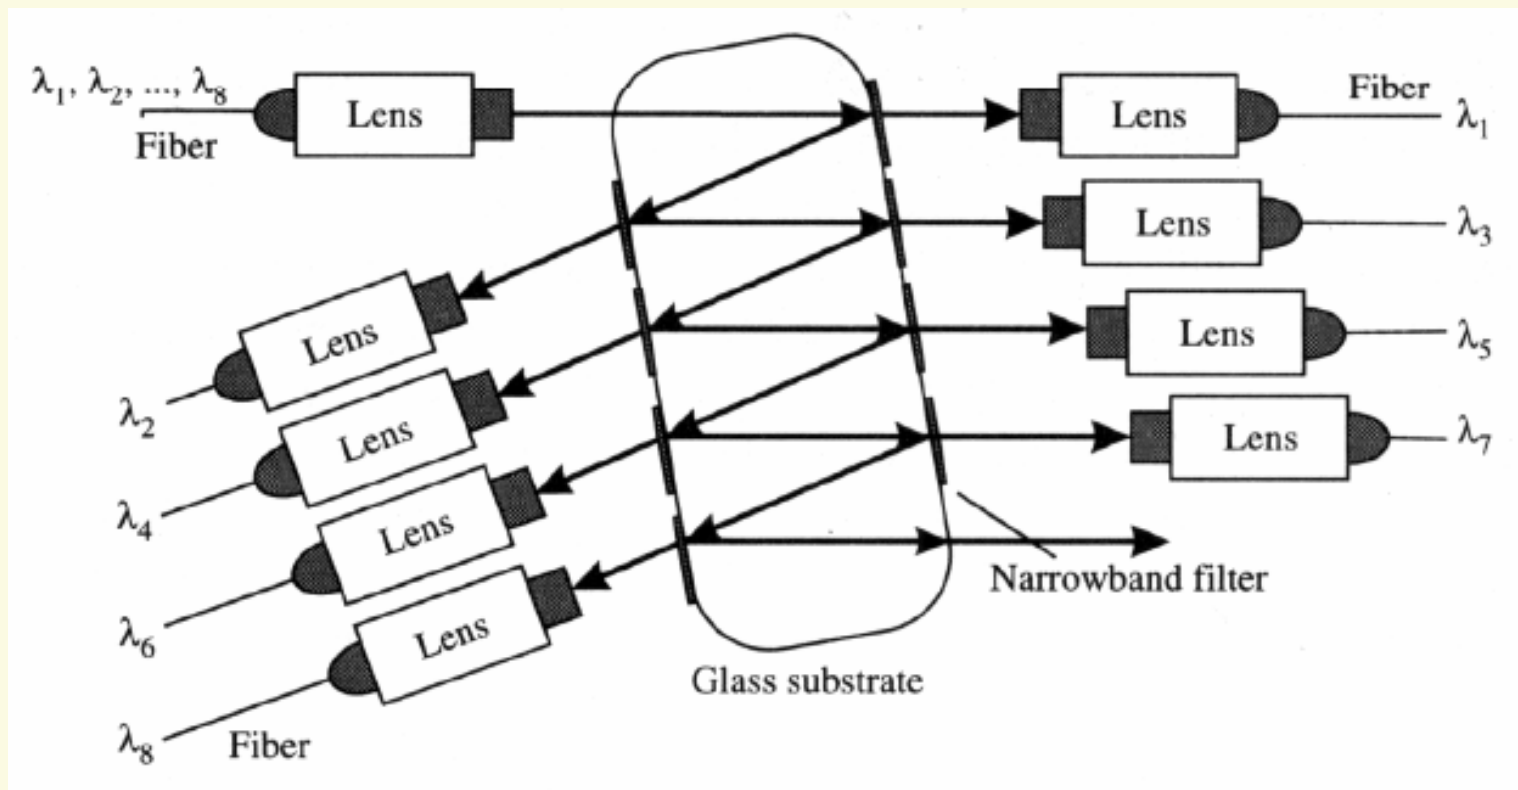 λ₁, λ₂, ..., λ₈
Fiber
Lens
Lens
Fiber
λ₁
Lens
λ₃
Lens
λ₂
Lens
λ₅
Lens
λ₄
Lens
λ₇
Lens
λ₆
Narrowband filter
Lens
λ₈
Fiber
Glass substrate